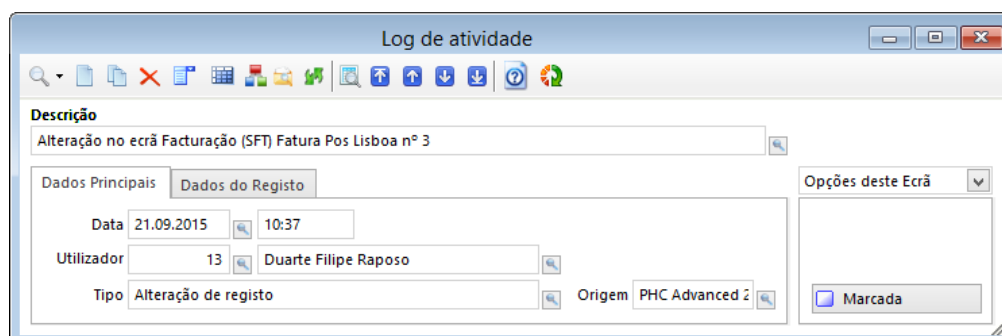 Log de atividade
Descrição
Alteração no ecrã Facturação (SFT) Fatura Pos Lisboa nº 3
Dados Principais Dados do Registo Opções deste Ecrã
Data 21.09.2015 10:37
Utilizador 13 Duarte Filipe Raposo
Tipo Alteração de registo Origem PHC Advanced 2
Marcada